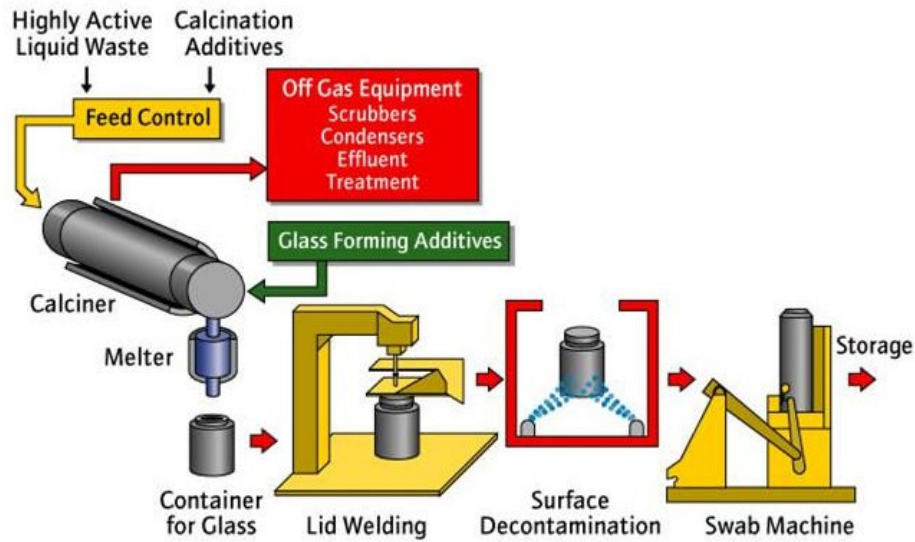 Highly Active
Liquid Waste
Calcination
Additives
Feed Control
Off Gas Equipment
Scrubbers
Condensers
Effluent
Treatment
Glass Forming Additives
Calciner
Melter
Storage
Container
for Glass
Lid Welding
Surface
Decontamination
Swab Machine